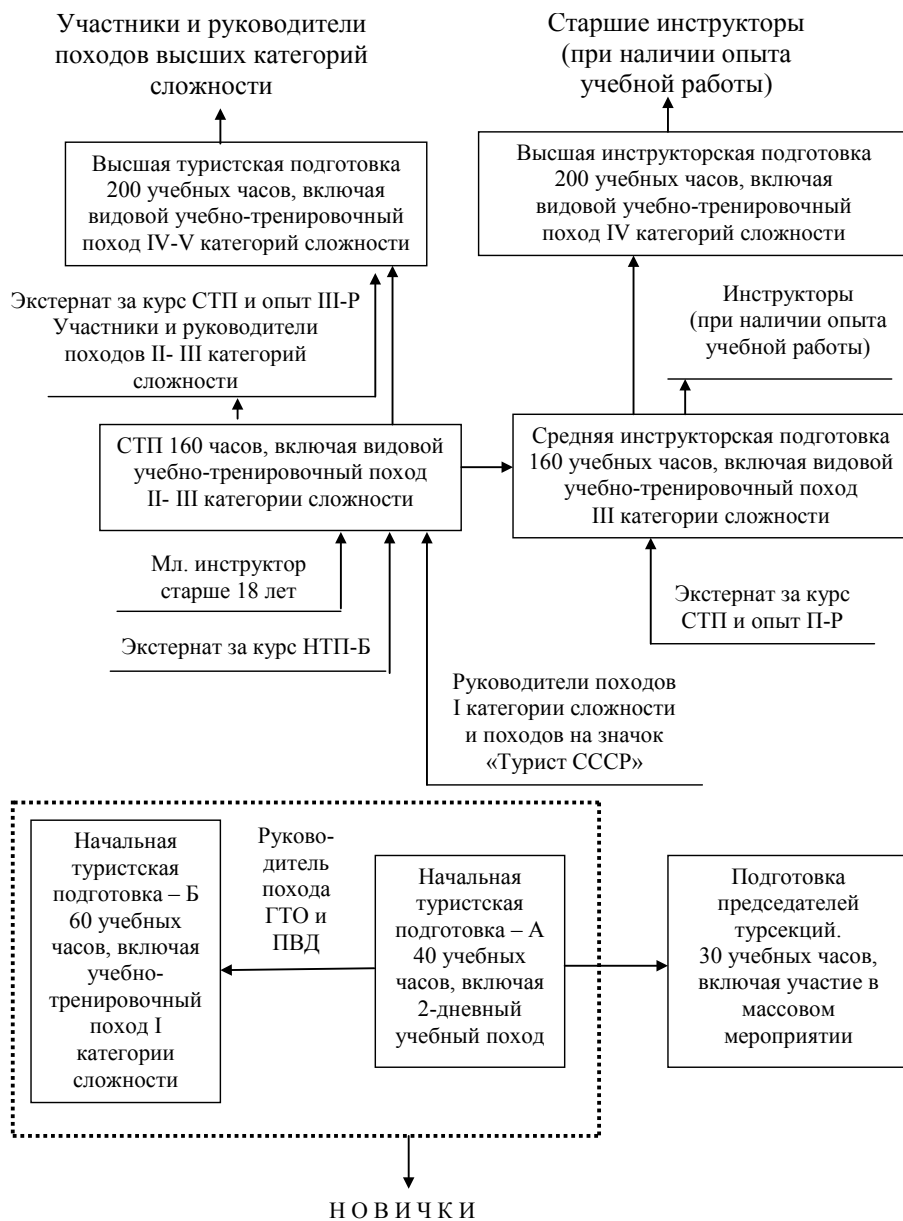 Участники и руководители
походов высших категорий
сложности
Старшие инструкторы
(при наличии опыта
учебной работы)
Высшая туристская подготовка
200 учебных часов, включая
видовой учебно-тренировочный
поход IV-V категорий сложности
Высшая инструкторская подготовка
200 учебных часов, включая
видовой учебно-тренировочный
поход IV категорий сложности
Экстернат за курс СТП и опыт III-Р
Участники и руководители
походов II- III категорий
сложности
Инструкторы
(при наличии опыта
учебной работы)
СТП 160 часов, включая видовой
учебно-тренировочный поход
II- III категории сложности
Средняя инструкторская подготовка
160 учебных часов, включая видовой
учебно-тренировочный поход
III категории сложности
Мл. инструктор
старше 18 лет
Экстернат за курс НТП-Б
Экстернат за курс
СТП и опыт П-Р
Руководители походов
I категории сложности
и походов на значок
«Турист СССР»
Начальная
туристская
подготовка – Б
60 учебных
часов, включая
учебно-
тренировочный
поход I
категории
сложности
Руково-
дитель
похода
ГТО и
ПВД
Начальная
туристская
подготовка – А
40 учебных
часов, включая
2-дневный
учебный поход
Подготовка
председателей
турсекций.
30 учебных часов,
включая участие в
массовом
мероприятии
Н О В И Ч К И